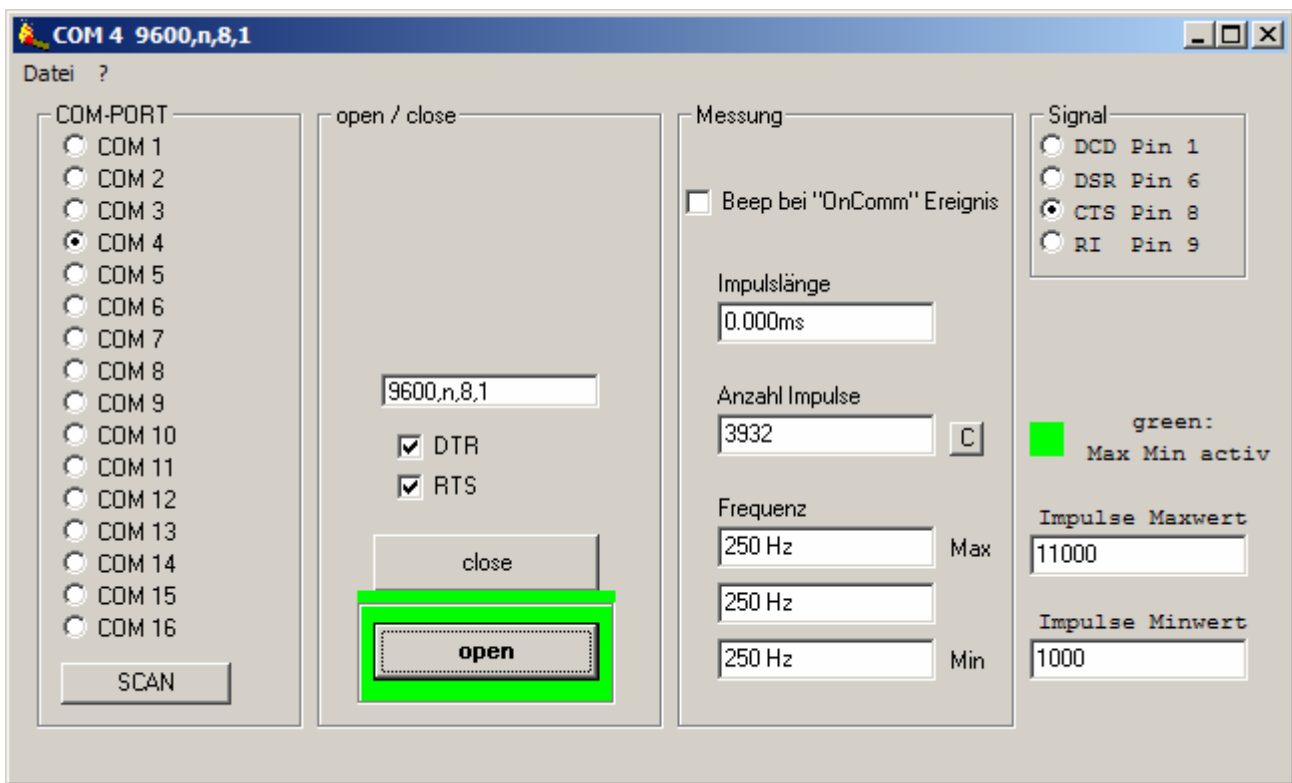 COM 4 9600,n,8,1
Datei ?
COM-PORT
COM 1
COM 2
COM 3
COM 4
COM 5
COM 6
COM 7
COM 8
COM 9
COM 10
COM 11
COM 12
COM 13
COM 14
COM 15
COM 16
SCAN
open / close
9600,n,8,1
DTR
RTS
close
open
Messung
Beep bei "OnComm" Ereignis
Impulslänge
0.000ms
Anzahl Impulse
3932 C
Frequenz
250 Hz Max
250 Hz
250 Hz Min
Signal
DCD Pin 1
DSR Pin 6
CTS Pin 8
RI Pin 9
green:
Max Min activ
Impulse Maxwert
11000
Impulse Minwert
1000